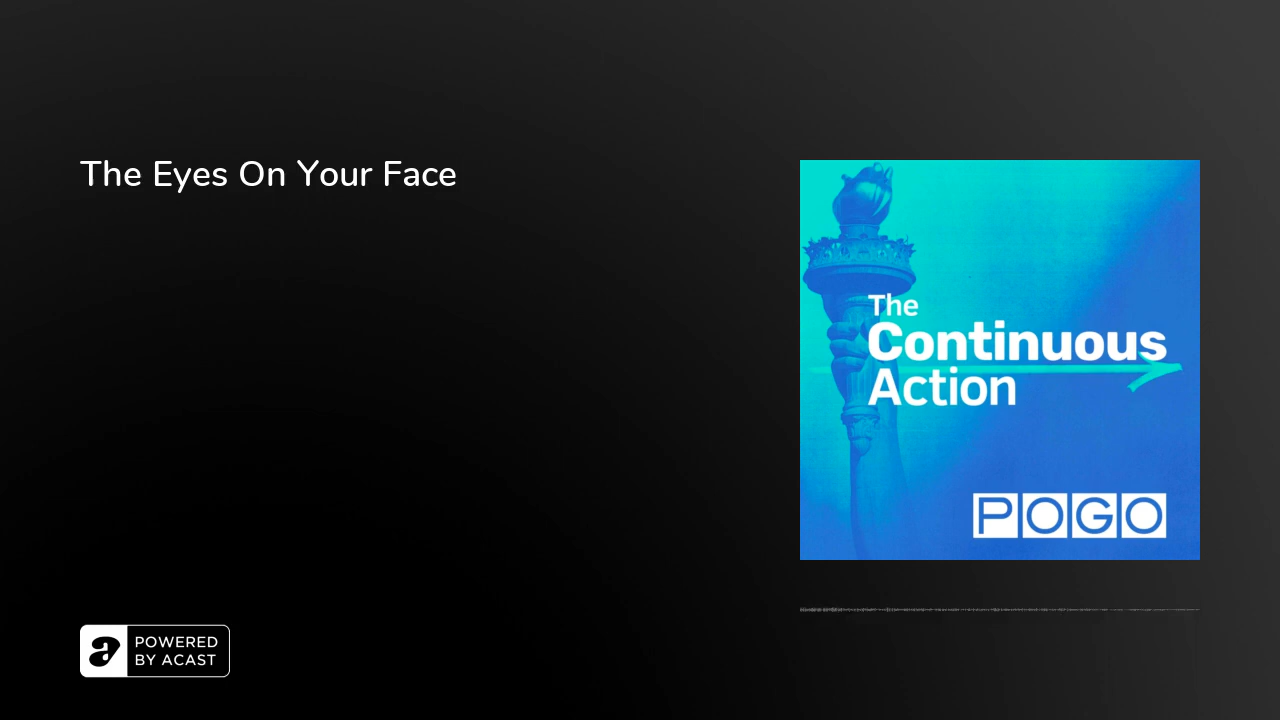 The Eyes On Your Face
The
Continuous
Action
POGO
a
POWERED
BY ACAST